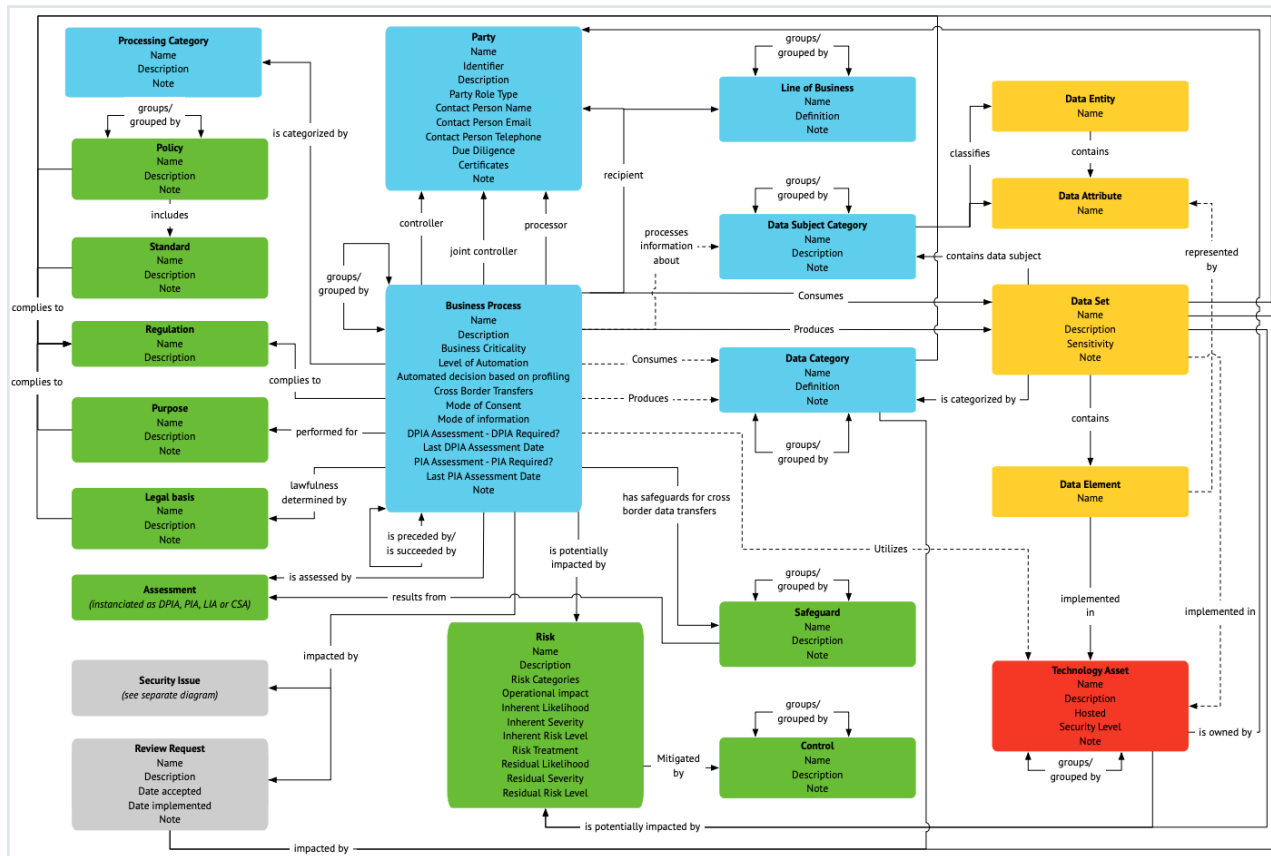 Processing Category
Name
Description
Note
groups/
grouped by
Policy
Name
Description
Note
includes
Standard
Name
Description
Note
complies to
Regulation
Name
Description
complies to
Purpose
Name
Description
Note
Legal basis
Name
Description
Note
Assessment
(instanciated as DPIA, PIA, LIA or CSA)
Security Issue
(see separate diagram)
Review Request
Name
Description
Date accepted
Date implemented
Note
is categorized by
complies to
performed for
lawfulness
determined by
is assessed by
results from
impacted by
impacted by
Party
Name
Identifier
Description
Party Role Type
Contact Person Name
Contact Person Email
Contact Person Telephone
Due Diligence
Certificates
Note
controller
joint controller
processor
recipient
groups/
grouped by
Business Process
Name
Description
Business Criticality
Level of Automation
Automated decision based on profiling
Cross Border Transfers
Mode of Consent
Mode of information
DPIA Assessment - DPIA Required?
Last DPIA Assessment Date
PIA Assessment - PIA Required?
Last PIA Assessment Date
Note
is preceded by/
is succeeded by
is potentially
impacted by
has safeguards for cross
border data transfers
Risk
Name
Description
Risk Categories
Operational impact
Inherent Likelihood
Inherent Severity
Inherent Risk Level
Risk Treatment
Residual Likelihood
Residual Severity
Residual Risk Level
Mitigated
by
is potentially impacted by
groups/
grouped by
Line of Business
Name
Definition
Note
groups/
grouped by
processes
information
about
Data Subject Category
Name
Description
Note
contains data subject
Consumes
Produces
Consumes
Produces
Data Category
Name
Definition
Note
is categorized by
groups/
grouped by
Utilizes
groups/
grouped by
Safeguard
Name
Description
Note
groups/
grouped by
Control
Name
Description
Note
classifies
Data Entity
Name
contains
Data Attribute
Name
represented
by
Data Set
Name
Description
Sensitivity
Note
contains
Data Element
Name
implemented
in
implemented in
Technology Asset
Name
Description
Hosted
Security Level
Note
is owned by
groups/
grouped by